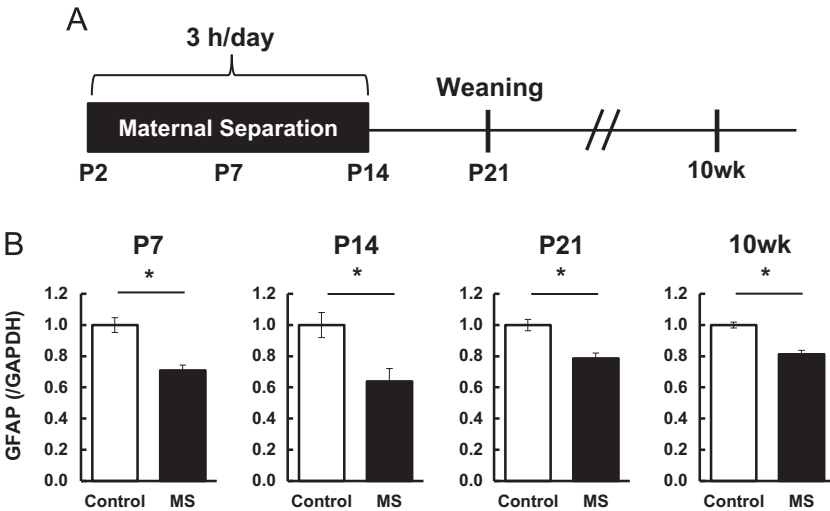 A
3 h/day
Weaning
Maternal Separation
P2 P7 P14 P21 10wk
B
P7 P14 P21 10wk
* * * *
GFAP (/GAPDH)
1.2 1.2 1.2 1.2
1.0 1.0 1.0 1.0
0.8 0.8 0.8 0.8
0.6 0.6 0.6 0.6
0.4 0.4 0.4 0.4
0.2 0.2 0.2 0.2
0.0 0.0 0.0 0.0
Control MS Control MS Control MS Control MS